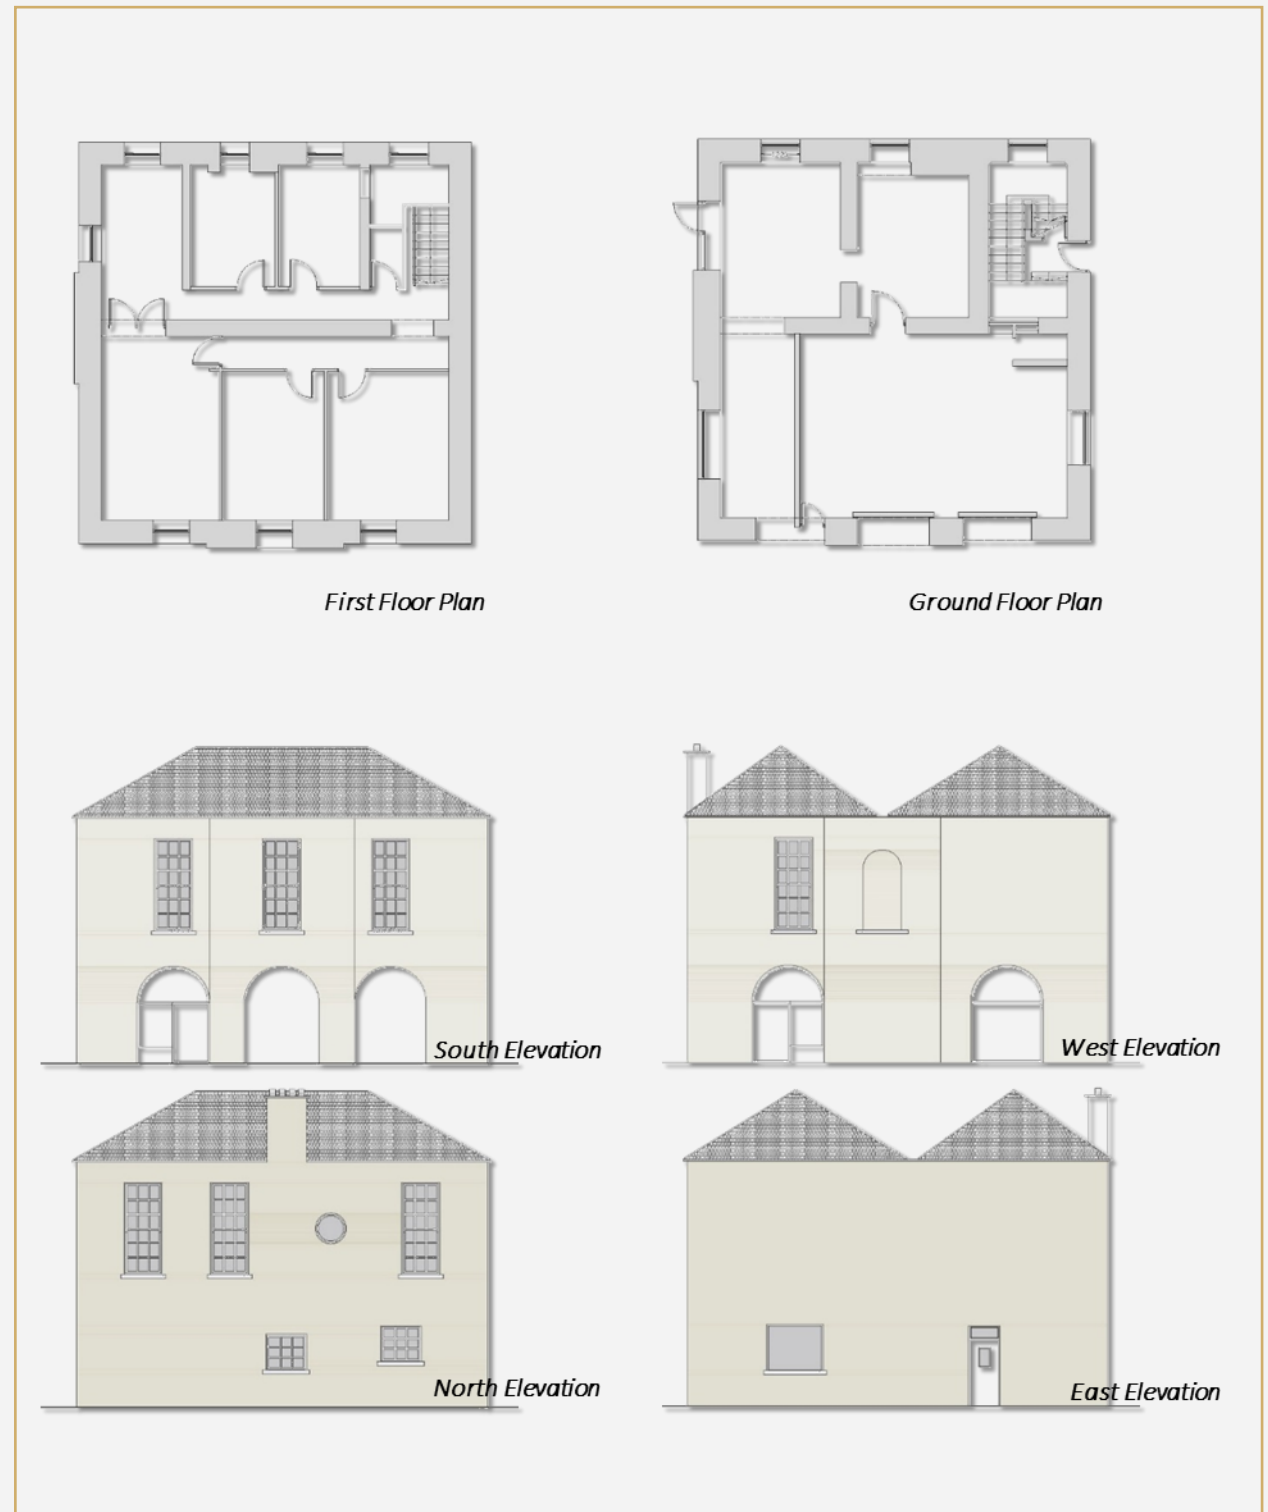 First Floor Plan
Ground Floor Plan
South Elevation
West Elevation
North Elevation
East Elevation